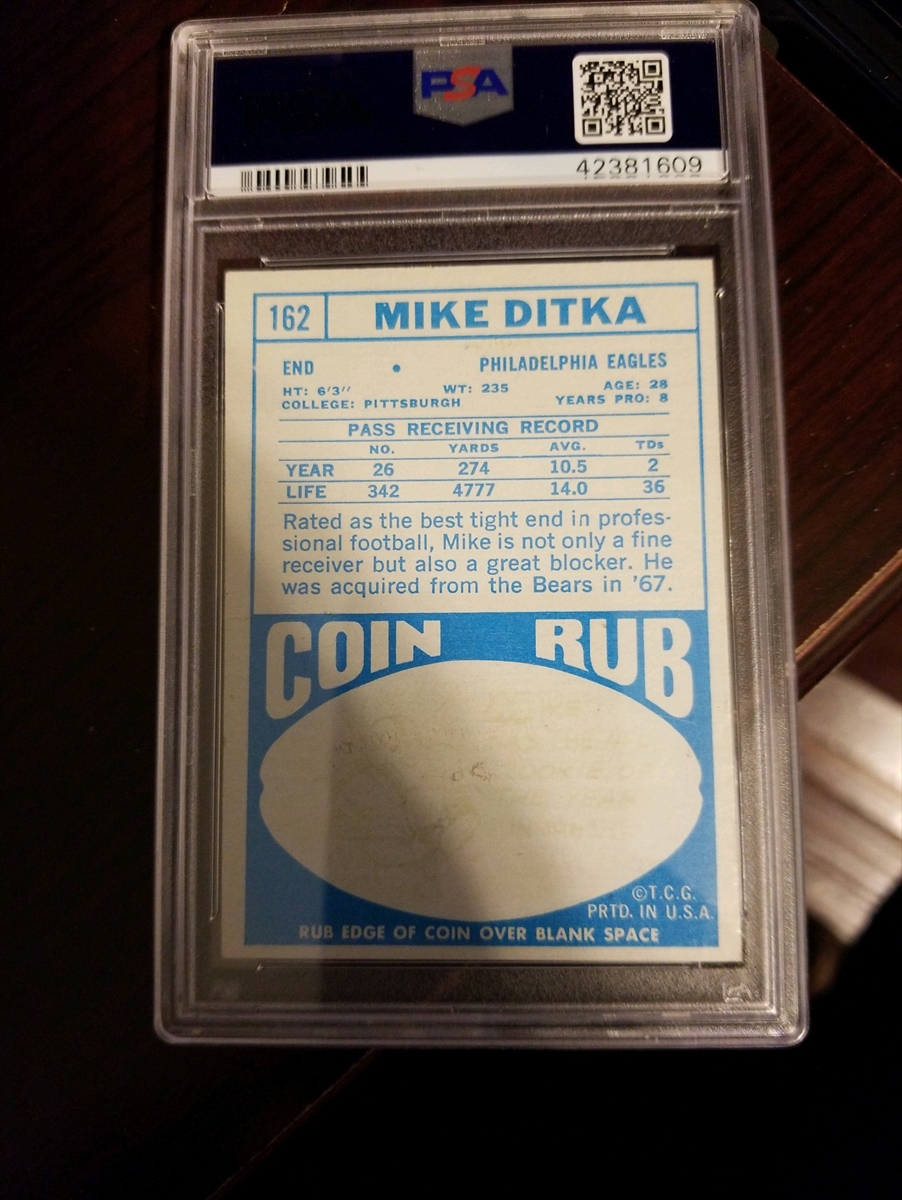 PSA
42381609
162 MIKE DITKA
END • PHILADELPHIA EAGLES
HT: 6'3" WT: 235 AGE: 28
COLLEGE: PITTSBURGH YEARS PRO: 8
PASS RECEIVING RECORD
NO. YARDS AVG. TDs
YEAR 26 274 10.5 2
LIFE 342 4777 14.0 36
Rated as the best tight end in profes-
sional football, Mike is not only a fine
receiver but also a great blocker. He
was acquired from the Bears in '67.
COIN RUB
©T.C.G.
PRTD. IN U.S.A.
RUB EDGE OF COIN OVER BLANK SPACE